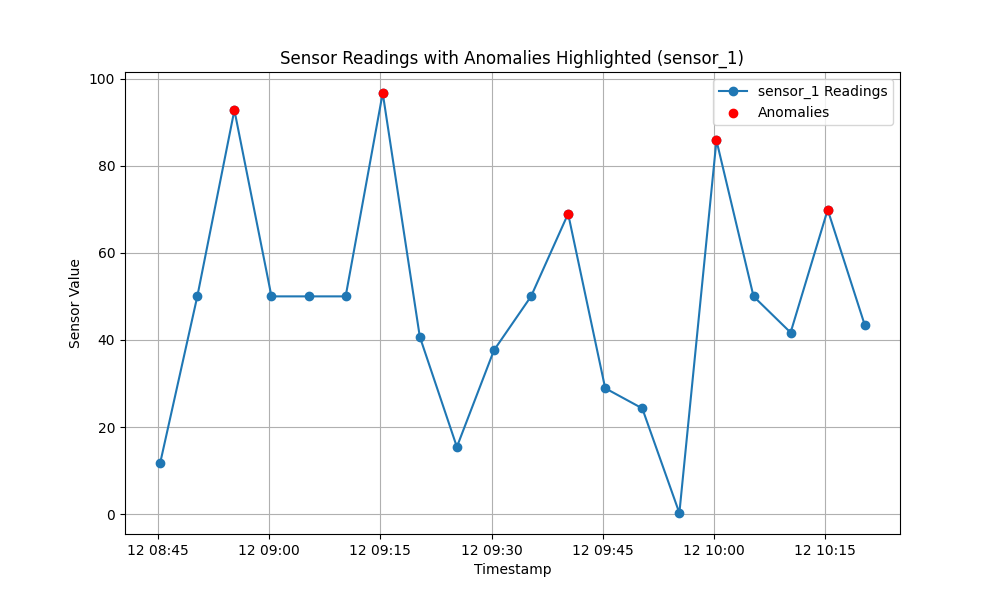 Sensor Readings with Anomalies Highlighted (sensor_1)
sensor_1 Readings
Anomalies
100
80
60
40
20
0
Sensor Value
12 08:45
12 09:00
12 09:15
12 09:30
12 09:45
12 10:00
12 10:15
Timestamp